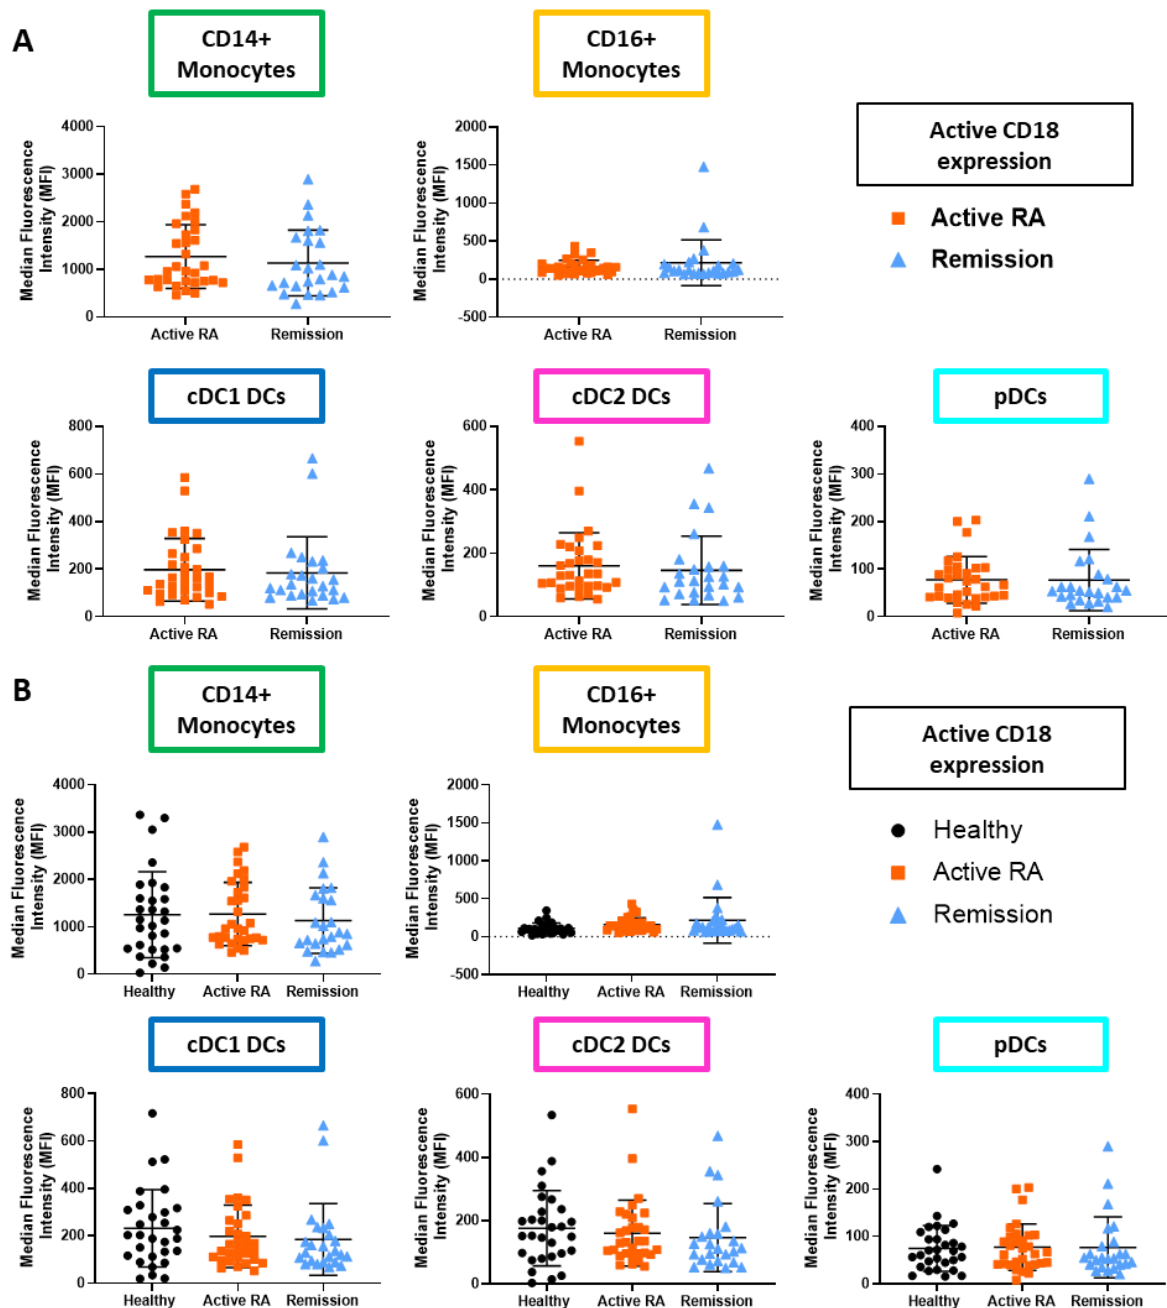 A
CD14+
Monocytes
CD16+
Monocytes
Active CD18
expression
Active RA
Remission
Median Fluorescence
Intensity (MFI)
4000
3000
2000
1000
0
Active RA
Remission
Median Fluorescence
Intensity (MFI)
2000
1500
1000
500
0
-500
Active RA
Remission
cDC1 DCs
cDC2 DCs
pDCs
Median Fluorescence
Intensity (MFI)
800
600
400
200
0
Active RA
Remission
Median Fluorescence
Intensity (MFI)
600
400
200
0
Active RA
Remission
Median Fluorescence
Intensity (MFI)
400
300
200
100
0
Active RA
Remission
B
CD14+
Monocytes
CD16+
Monocytes
Active CD18
expression
Healthy
Active RA
Remission
Median Fluorescence
Intensity (MFI)
4000
3000
2000
1000
0
Healthy
Active RA
Remission
Median Fluorescence
Intensity (MFI)
2000
1500
1000
500
0
-500
Healthy
Active RA
Remission
cDC1 DCs
cDC2 DCs
pDCs
Median Fluorescence
Intensity (MFI)
800
600
400
200
0
Healthy
Active RA
Remission
Median Fluorescence
Intensity (MFI)
600
400
200
0
Healthy
Active RA
Remission
Median Fluorescence
Intensity (MFI)
400
300
200
100
0
Healthy
Active RA
Remission